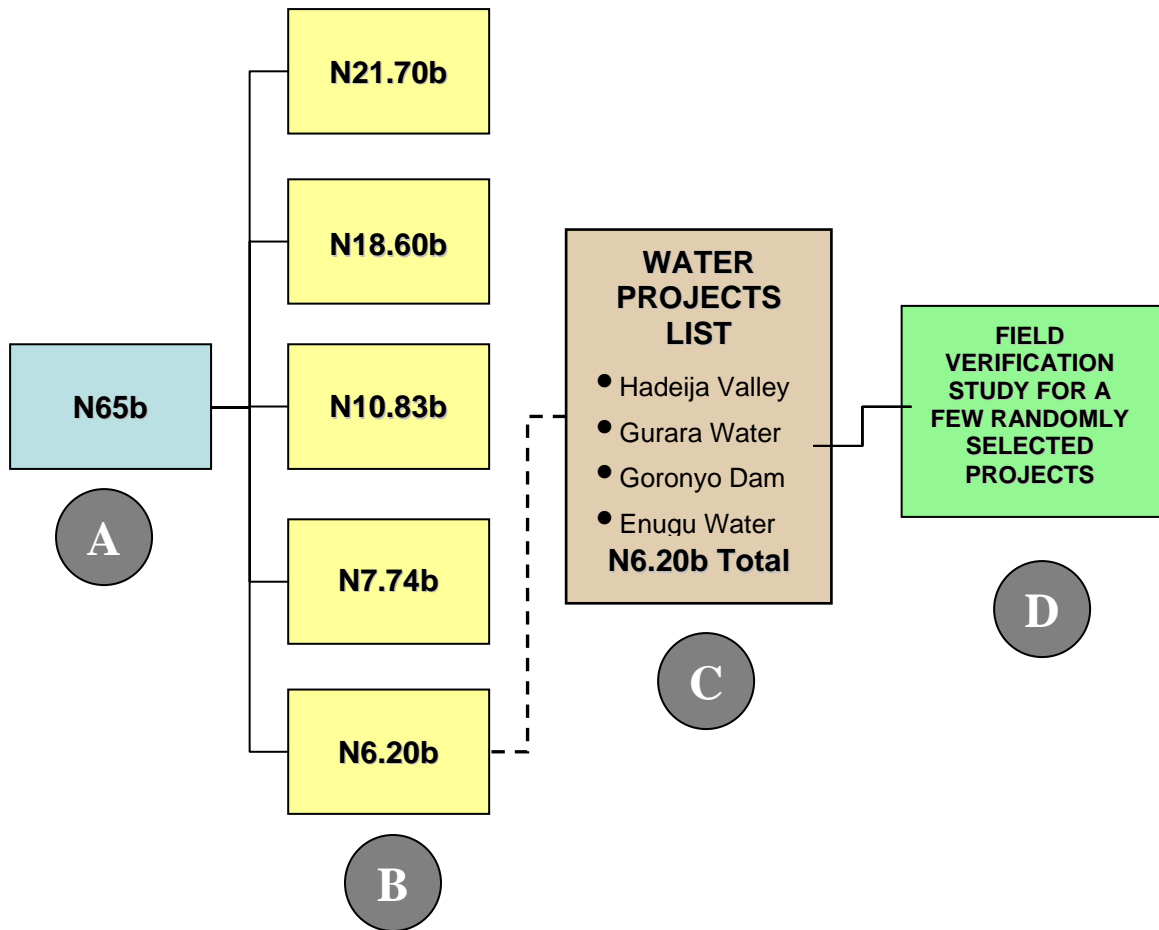 N21.70b
N18.60b
N65b
N10.83b
N7.74b
N6.20b
A
B
WATER
PROJECTS
LIST
• Hadeija Valley
• Gurara Water
• Goronyo Dam
• Enugu Water
N6.20b Total
C
FIELD
VERIFICATION
STUDY FOR A
FEW RANDOMLY
SELECTED
PROJECTS
D